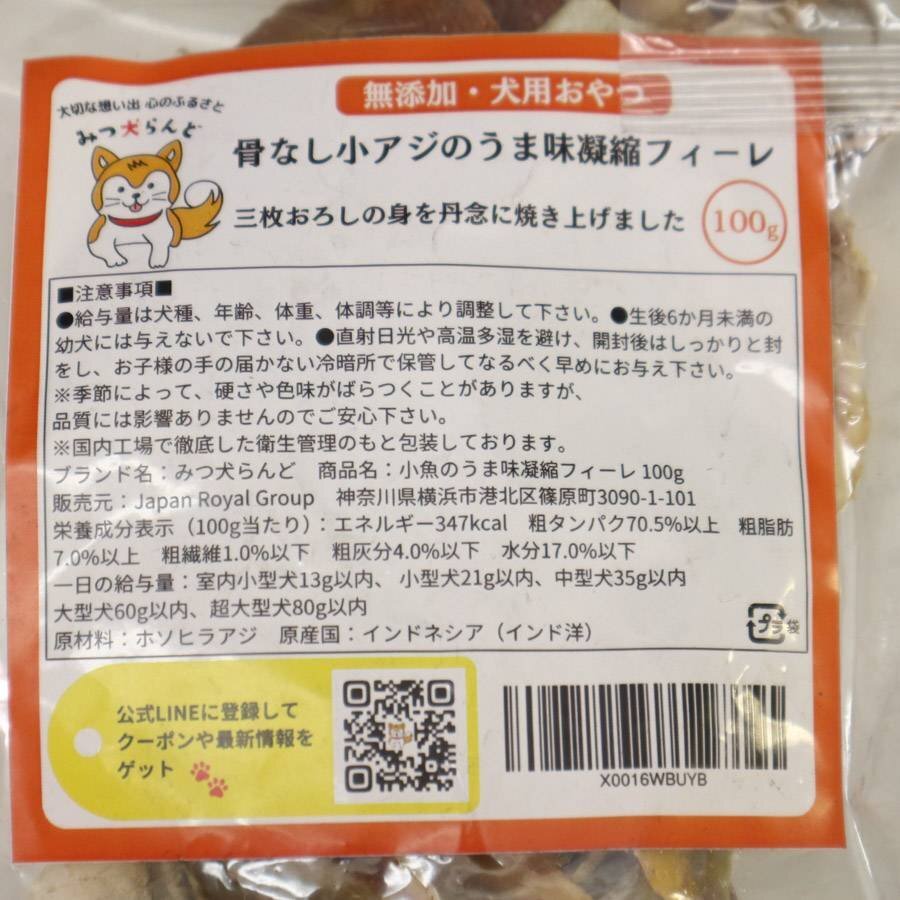 無添加・犬用おやつ
大切な想い出 心のふるさと
みつ犬らんど
骨なし小アジのうま味凝縮フィーレ
三枚おろしの身を丹念に焼き上げました
100g
■注意事項■
●給与量は犬種、年齢、体重、体調等により調整して下さい。●生後6か月未満の
幼犬には与えないで下さい。●直射日光や高温多湿を避け、開封後はしっかりと封
をし、お子様の手の届かない冷暗所で保管してなるべく早めにお与え下さい。
※季節によって、硬さや色味がばらつくことがありますが、
品質には影響ありませんのでご安心下さい。
※国内工場で徹底した衛生管理のもと包装しております。
ブランド名：みつ犬らんど　商品名：小魚のうま味凝縮フィーレ 100g
販売元：Japan Royal Group　神奈川県横浜市港北区篠原町3090-1-101
栄養成分表示（100g当たり）：エネルギー347kcal　粗タンパク70.5%以上　粗脂肪
7.0%以上　粗繊維1.0%以下　粗灰分4.0%以下　水分17.0%以下
一日の給与量：室内小型犬13g以内、小型犬21g以内、中型犬35g以内
大型犬60g以内、超大型犬80g以内
原材料：ホソヒラアジ　原産国：インドネシア（インド洋）
プラ 袋
公式LINEに登録して
クーポンや最新情報を
ゲット
X0016WBUYB